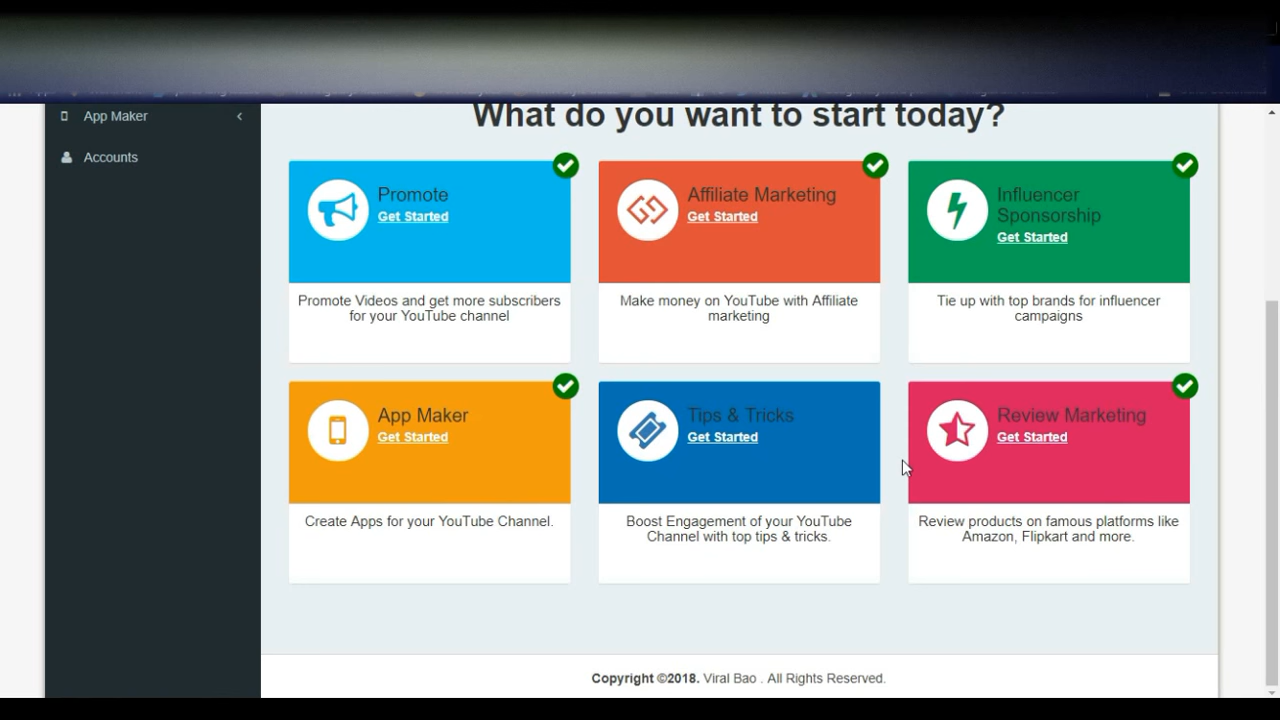 App Maker
Accounts
What do you want to start today?
Promote
Get Started
Promote Videos and get more subscribers
for your YouTube channel
Affiliate Marketing
Get Started
Make money on YouTube with Affiliate
marketing
Influencer
Sponsorship
Get Started
Tie up with top brands for influencer
campaigns
App Maker
Get Started
Create Apps for your YouTube Channel.
Tips & Tricks
Get Started
Boost Engagement of your YouTube
Channel with top tips & tricks.
Review Marketing
Get Started
Review products on famous platforms like
Amazon, Flipkart and more.
Copyright ©2018. Viral Bao . All Rights Reserved.